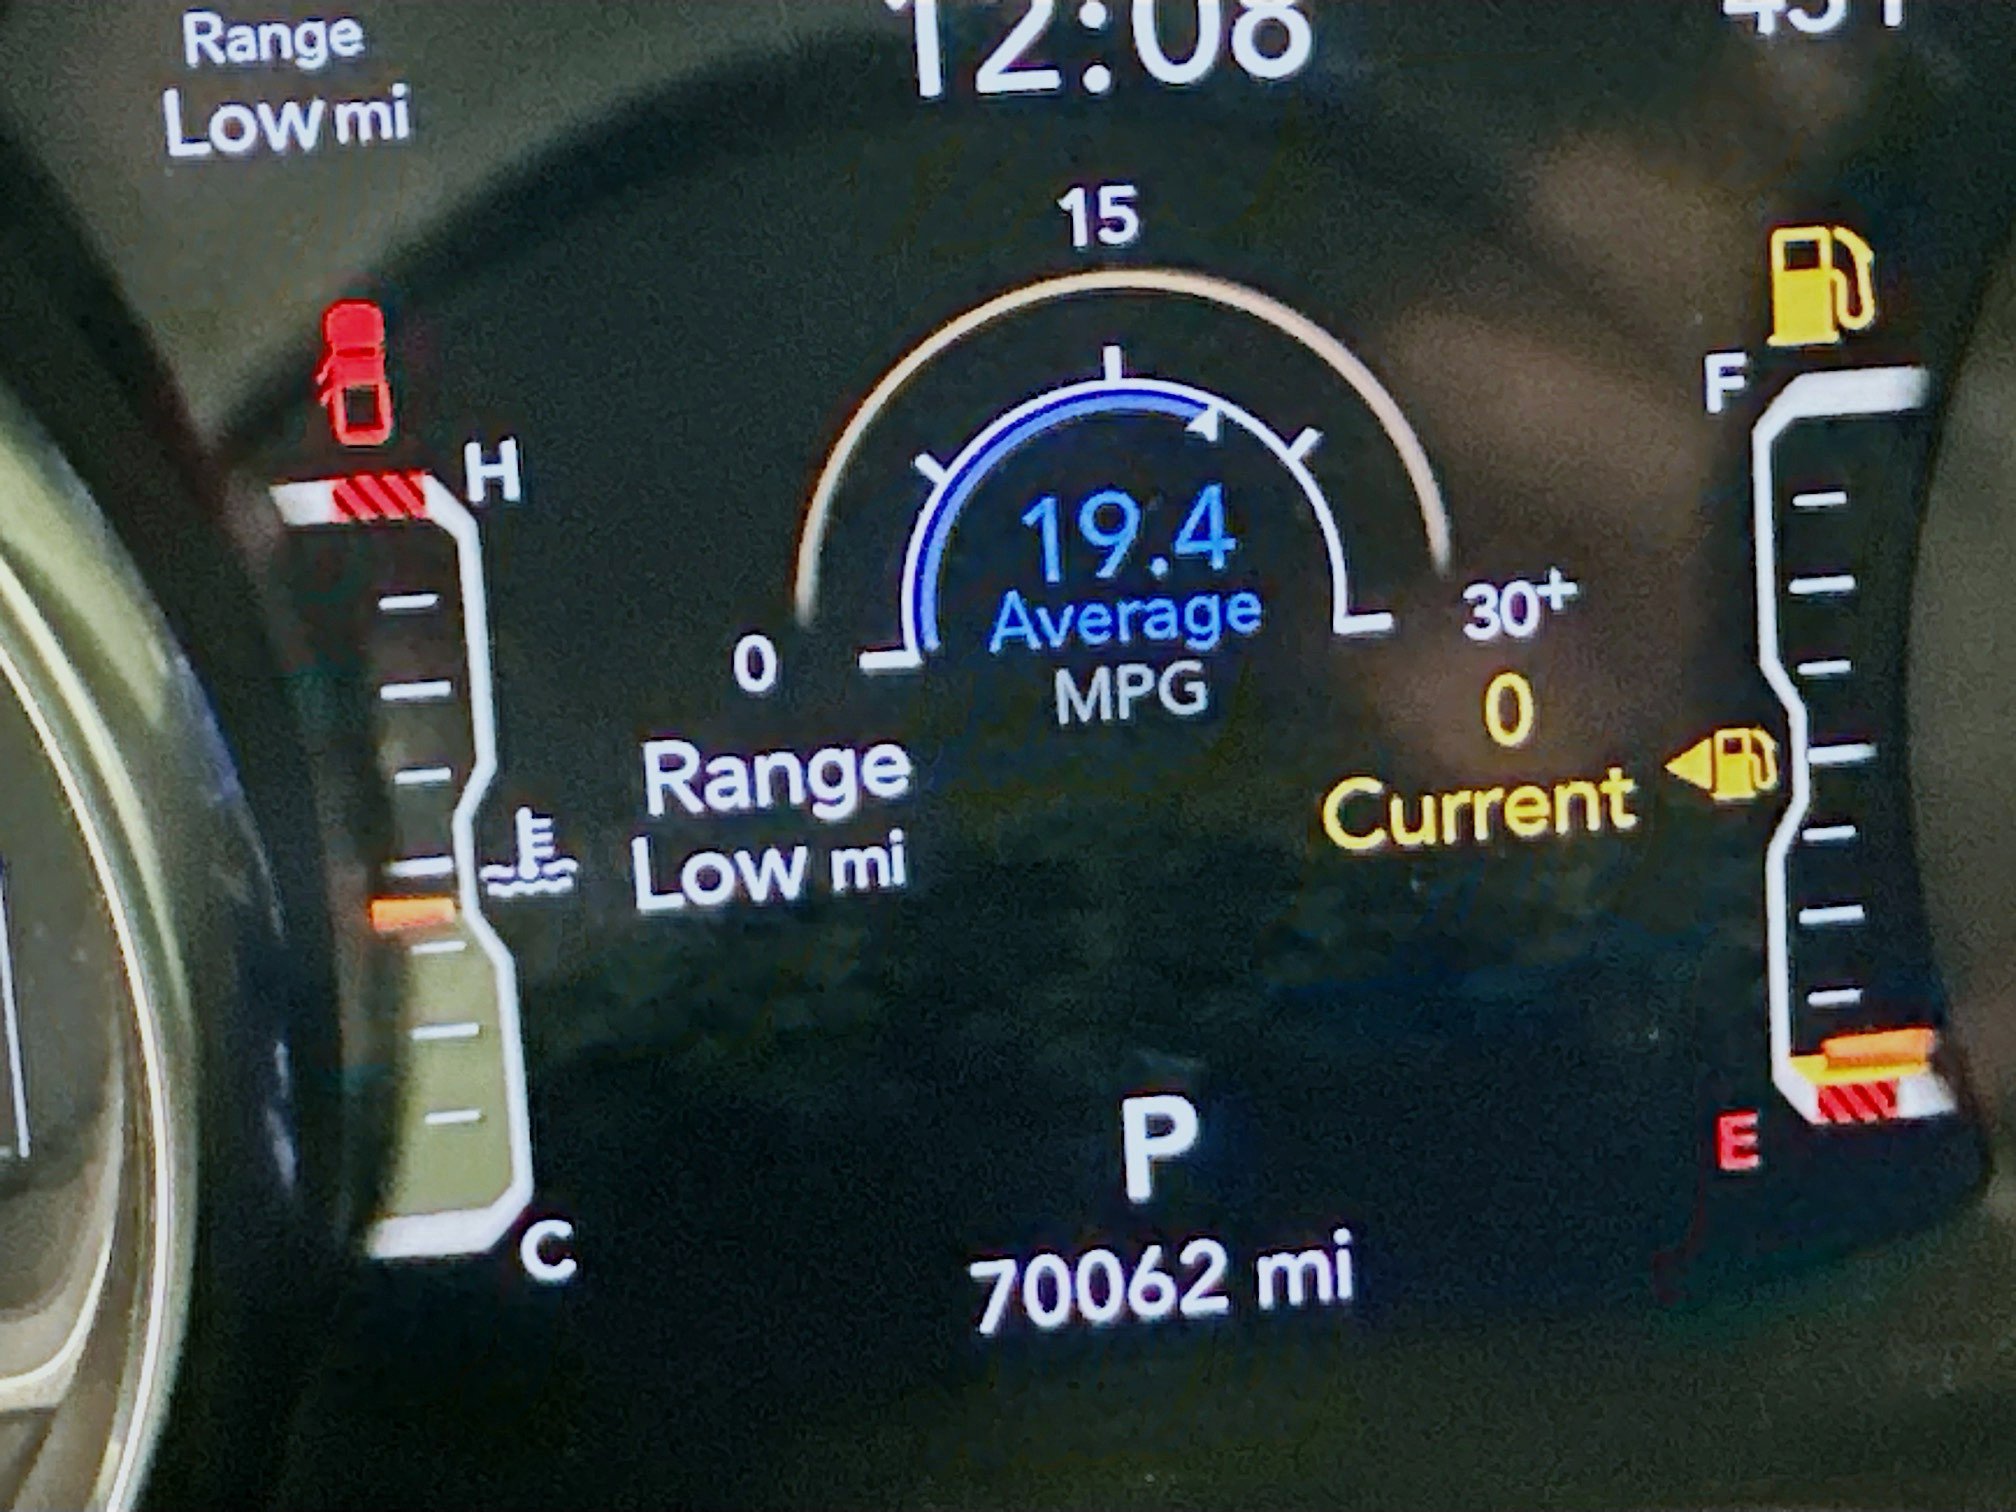 Range
Low mi
12:08
15
F
H
19.4
Average
MPG
0
30+
0
Current
Range
Low mi
P
E
C
70062 mi